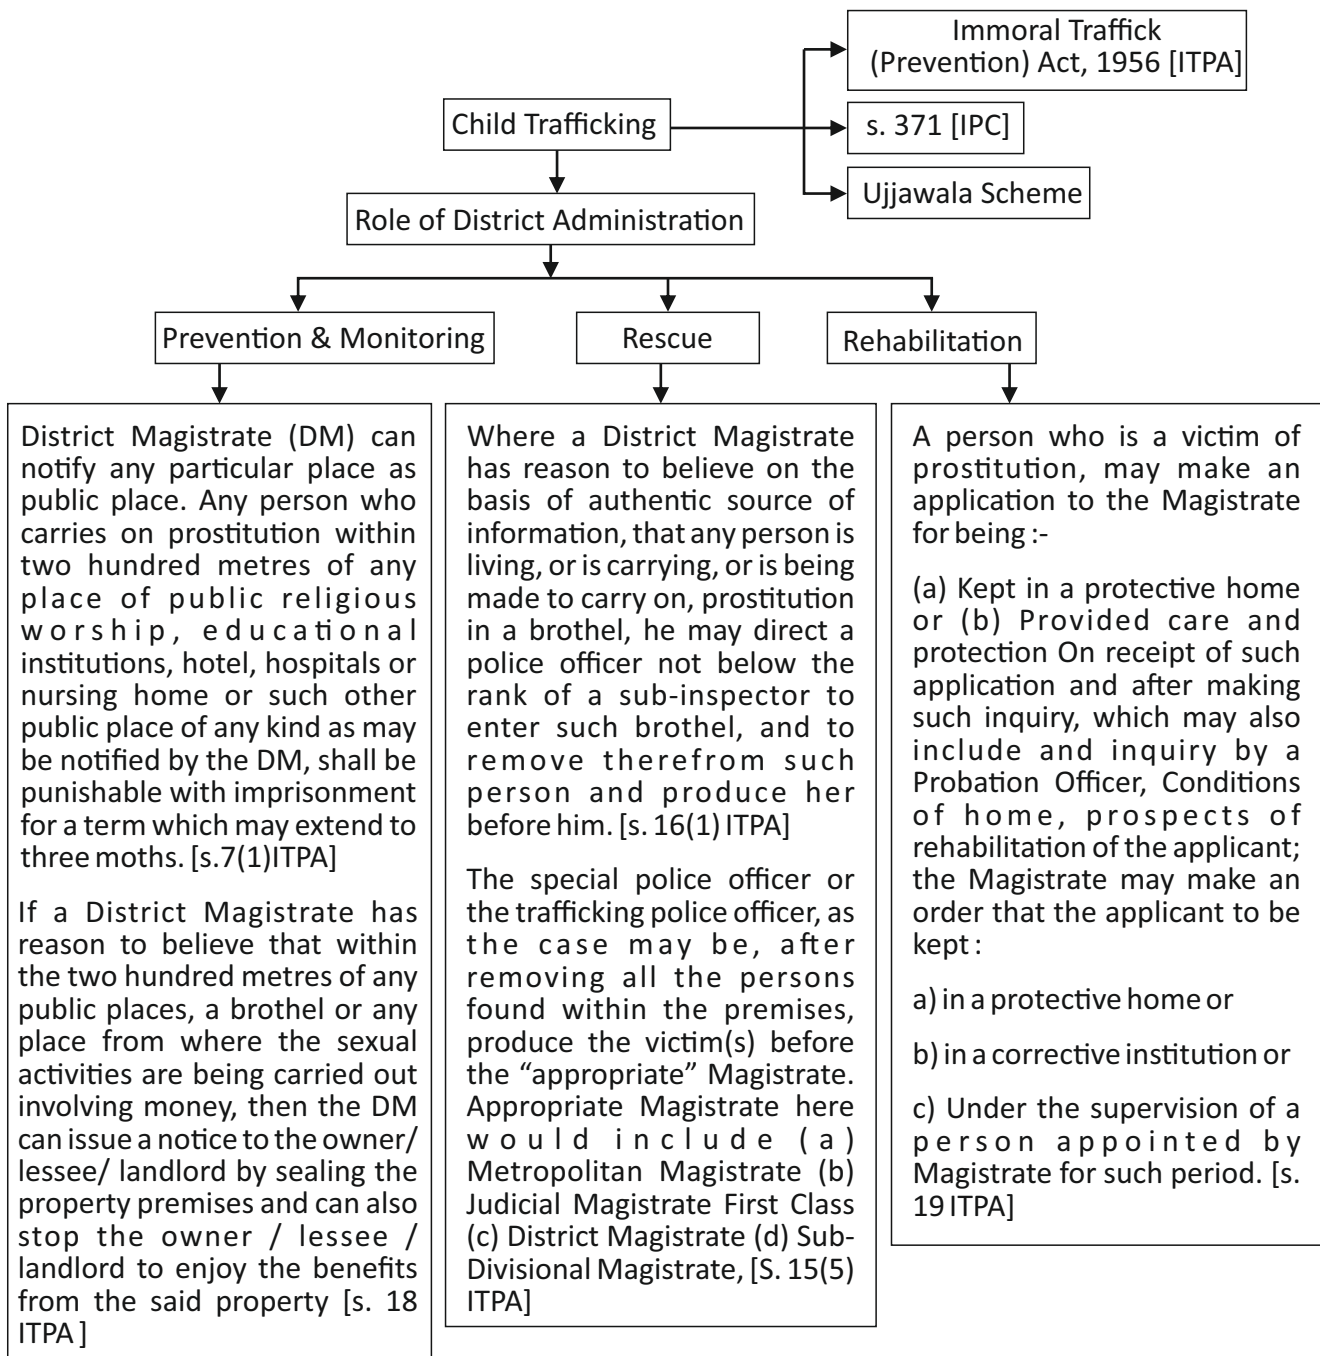 Immoral Traffick
(Prevention) Act, 1956 [ITPA]
Child Trafficking
s. 371 [IPC]
Ujjawala Scheme
Role of District Administration
Prevention & Monitoring
Rescue
Rehabilitation
District Magistrate (DM) can
notify any particular place as
public place. Any person who
carries on prostitution within
two hundred metres of any
place of public religious
worship, educational
institutions, hotel, hospitals or
nursing home or such other
public place of any kind as may
be notified by the DM, shall be
punishable with imprisonment
for a term which may extend to
three moths. [s.7(1)ITPA]
If a District Magistrate has
reason to believe that within
the two hundred metres of any
public places, a brothel or any
place from where the sexual
activities are being carried out
involving money, then the DM
can issue a notice to the owner/
lessee/ landlord by sealing the
property premises and can also
stop the owner / lessee /
landlord to enjoy the benefits
from the said property [s. 18
ITPA ]
Where a District Magistrate
has reason to believe on the
basis of authentic source of
information, that any person is
living, or is carrying, or is being
made to carry on, prostitution
in a brothel, he may direct a
police officer not below the
rank of a sub-inspector to
enter such brothel, and to
remove therefrom such
person and produce her
before him. [s. 16(1) ITPA]
The special police officer or
the trafficking police officer, as
the case may be, after
removing all the persons
found within the premises,
produce the victim(s) before
the “appropriate” Magistrate.
Appropriate Magistrate here
would include (a)
Metropolitan Magistrate (b)
Judicial Magistrate First Class
(c) District Magistrate (d) Sub-
Divisional Magistrate, [S. 15(5)
ITPA]
A person who is a victim of
prostitution, may make an
application to the Magistrate
for being :-
(a) Kept in a protective home
or (b) Provided care and
protection On receipt of such
application and after making
such inquiry, which may also
include and inquiry by a
Probation Officer, Conditions
of home, prospects of
rehabilitation of the applicant;
the Magistrate may make an
order that the applicant to be
kept :
a) in a protective home or
b) in a corrective institution or
c) Under the supervision of a
person appointed by
Magistrate for such period. [s.
19 ITPA]